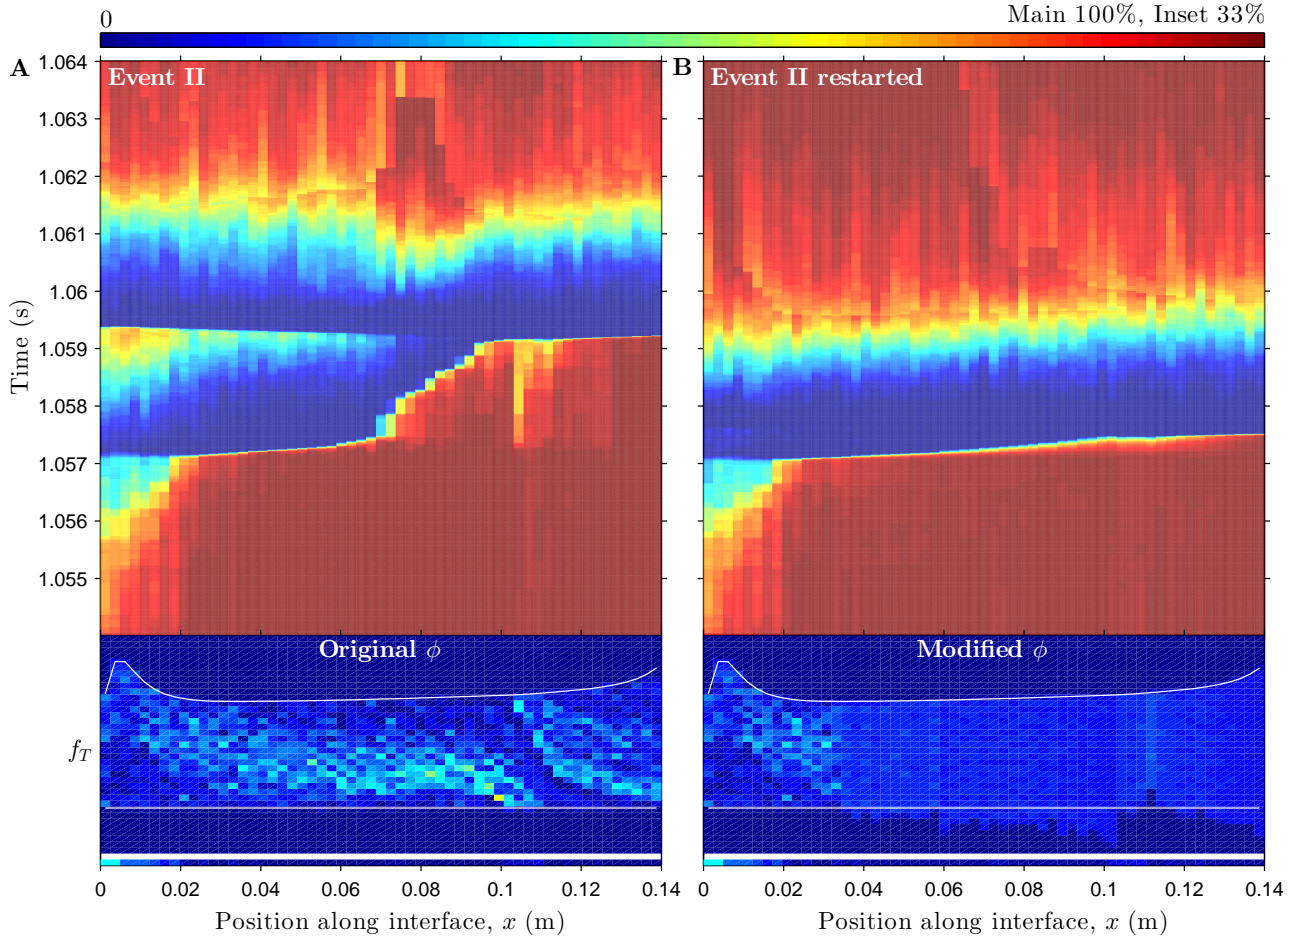 0
Main 100%, Inset 33%
A
Event II
B
Event II restarted
1.064
1.063
1.062
1.061
1.06
1.059
1.058
1.057
1.056
1.055
Time (s)
Original ϕ
Modified ϕ
f_T
0 0.02 0.04 0.06 0.08 0.1 0.12 0.14
0 0.02 0.04 0.06 0.08 0.1 0.12 0.14
Position along interface, x (m)
Position along interface, x (m)